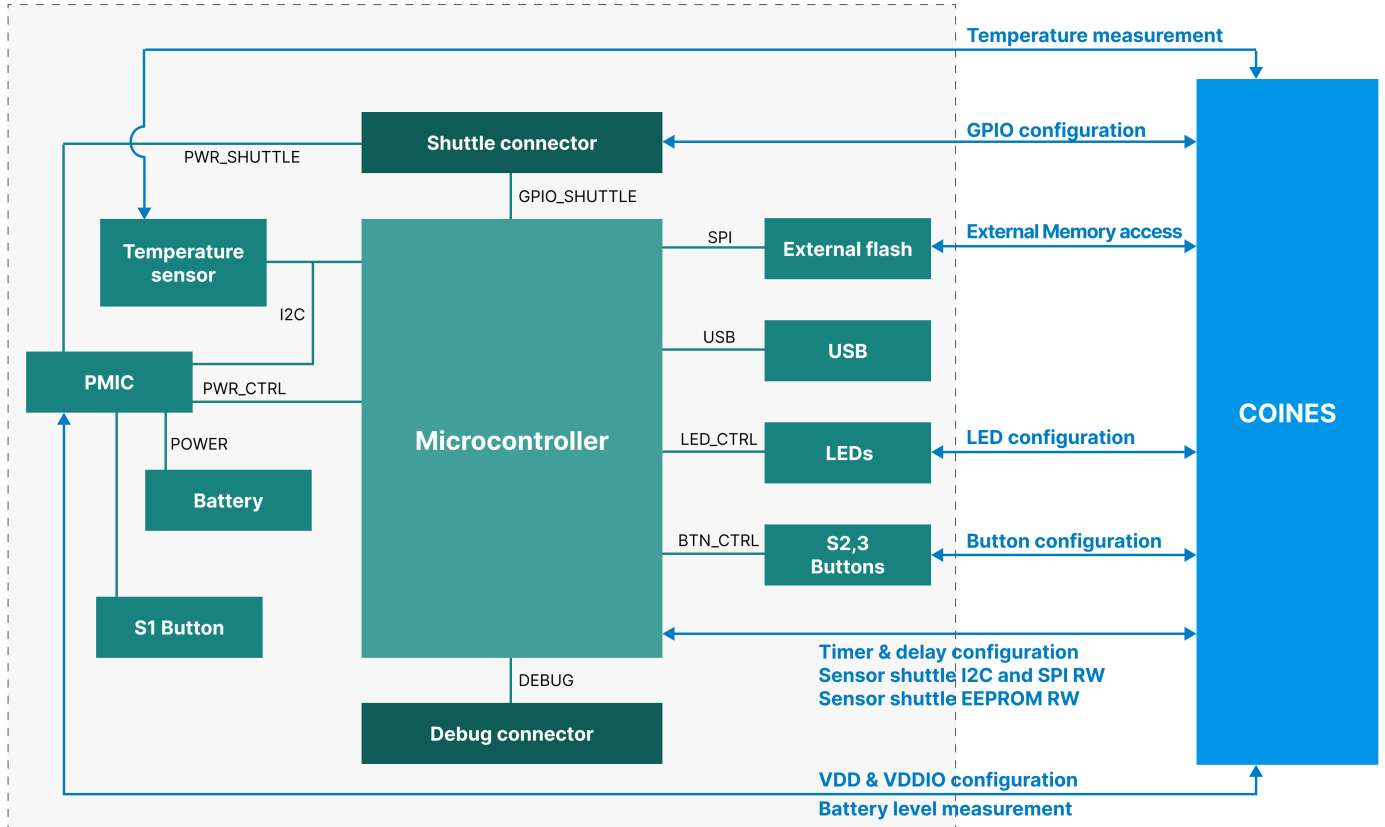 Temperature measurement
Shuttle connector
GPIO configuration
PWR_SHUTTLE
GPIO_SHUTTLE
Temperature
sensor
SPI
External flash
External Memory access
I2C
USB
USB
PMIC
PWR_CTRL
COINES
Microcontroller
POWER
LED_CTRL
LEDs
LED configuration
Battery
BTN_CTRL
S2,3
Buttons
Button configuration
S1 Button
Timer & delay configuration
Sensor shuttle I2C and SPI RW
Sensor shuttle EEPROM RW
DEBUG
Debug connector
VDD & VDDIO configuration
Battery level measurement